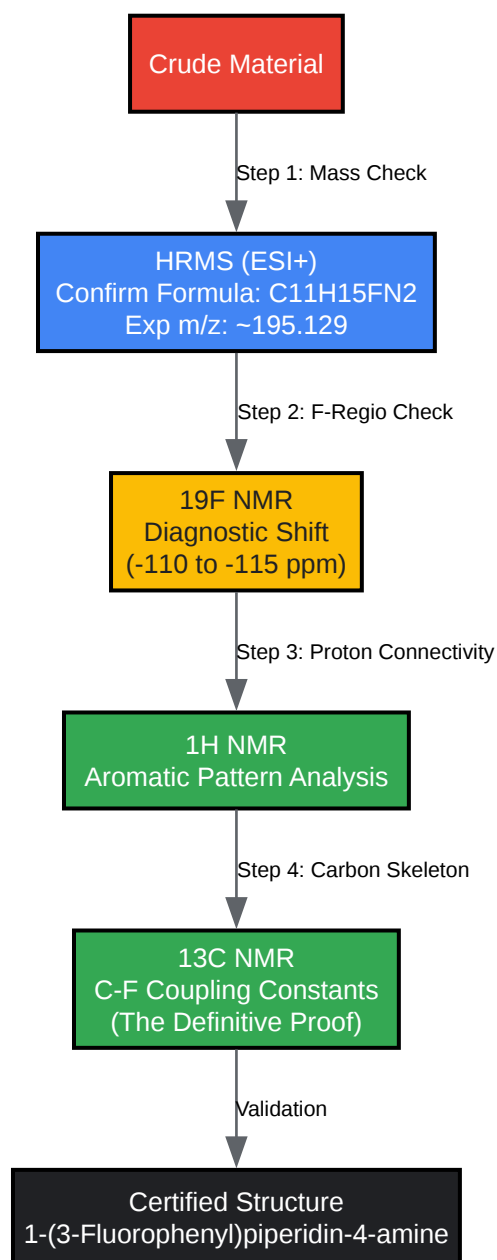 Crude Material
Step 1: Mass Check
HRMS (ESI+)
Confirm Formula: C11H15FN2
Exp m/z: ~195.129
Step 2: F-Regio Check
19F NMR
Diagnostic Shift
(-110 to -115 ppm)
Step 3: Proton Connectivity
1H NMR
Aromatic Pattern Analysis
Step 4: Carbon Skeleton
13C NMR
C-F Coupling Constants
(The Definitive Proof)
Validation
Certified Structure
1-(3-Fluorophenyl)piperidin-4-amine